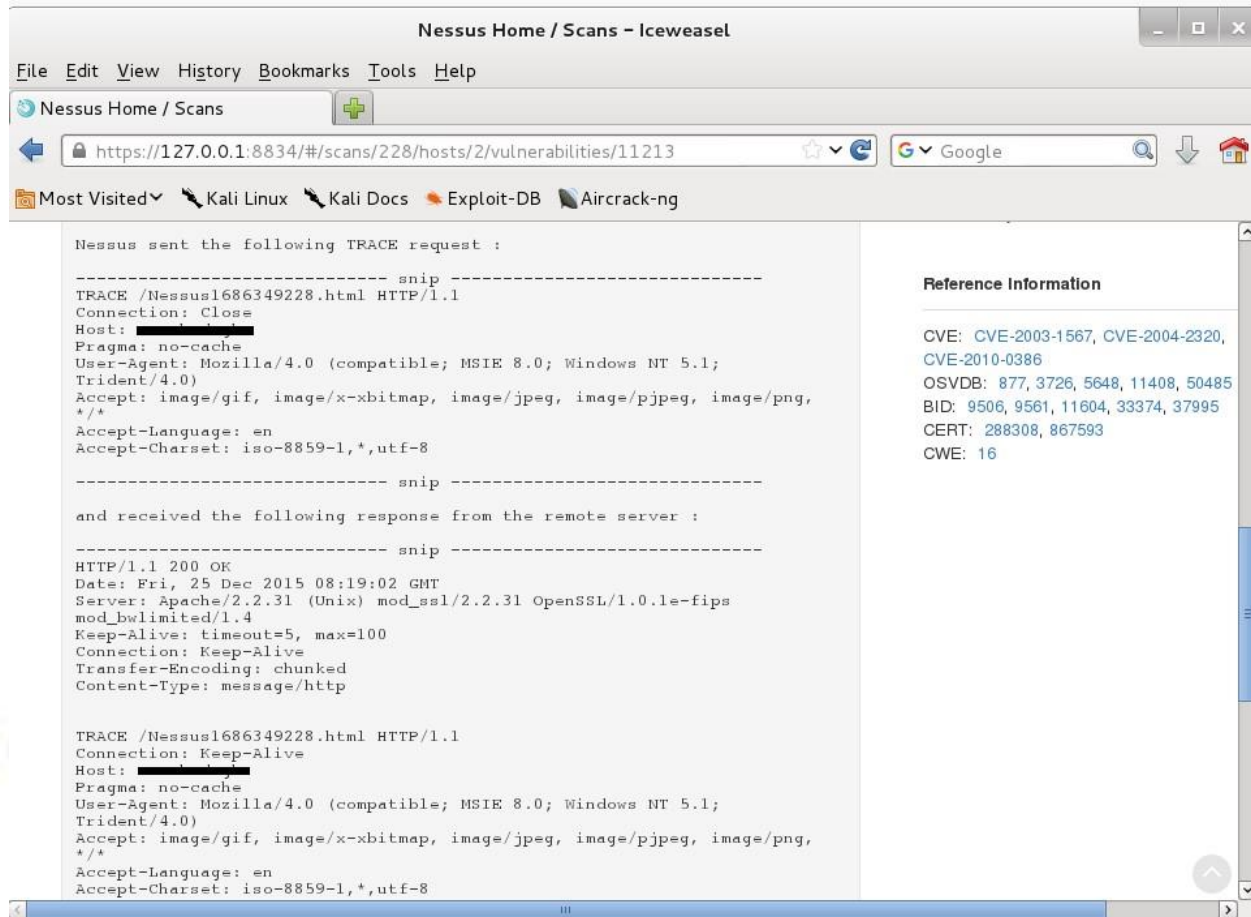 Nessus Home / Scans - Iceweasel
File Edit View History Bookmarks Tools Help
Nessus Home / Scans
https://127.0.0.1:8834/#/scans/228/hosts/2/vulnerabilities/11213
Google
Most Visited Kali Linux Kali Docs Exploit-DB Aircrack-ng
Nessus sent the following TRACE request :
------------------------------ snip ------------------------------
TRACE /Nessus1686349228.html HTTP/1.1
Connection: Close
Host:
Pragma: no-cache
User-Agent: Mozilla/4.0 (compatible; MSIE 8.0; Windows NT 5.1;
Trident/4.0)
Accept: image/gif, image/x-xbitmap, image/jpeg, image/pjpeg, image/png,
*/*
Accept-Language: en
Accept-Charset: iso-8859-1,*,utf-8
------------------------------ snip ------------------------------
and received the following response from the remote server :
------------------------------ snip ------------------------------
HTTP/1.1 200 OK
Date: Fri, 25 Dec 2015 08:19:02 GMT
Server: Apache/2.2.31 (Unix) mod_ssl/2.2.31 OpenSSL/1.0.1e-fips
mod_bwlimited/1.4
Keep-Alive: timeout=5, max=100
Connection: Keep-Alive
Transfer-Encoding: chunked
Content-Type: message/http
TRACE /Nessus1686349228.html HTTP/1.1
Connection: Keep-Alive
Host:
Pragma: no-cache
User-Agent: Mozilla/4.0 (compatible; MSIE 8.0; Windows NT 5.1;
Trident/4.0)
Accept: image/gif, image/x-xbitmap, image/jpeg, image/pjpeg, image/png,
*/*
Accept-Language: en
Accept-Charset: iso-8859-1,*,utf-8
Reference Information
CVE: CVE-2003-1567, CVE-2004-2320,
CVE-2010-0386
OSVDB: 877, 3726, 5648, 11408, 50485
BID: 9506, 9561, 11604, 33374, 37995
CERT: 288308, 867593
CWE: 16